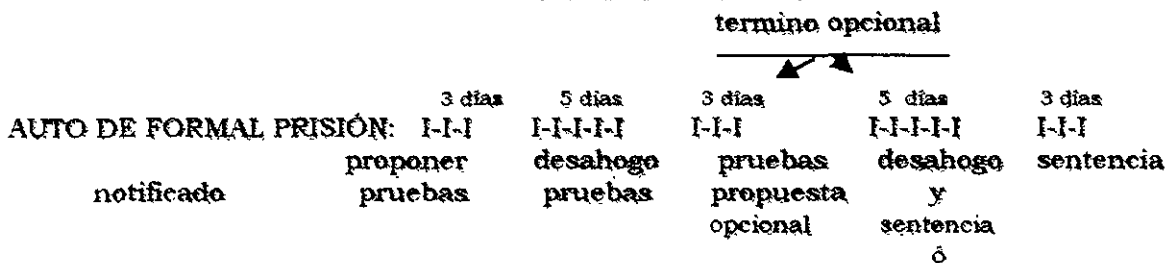 termino opcional
3 días 5 días 3 días 5 días 3 días
AUTO DE FORMAL PRISIÓN: I-I-I I-I-I-I-I I-I-I I-I-I-I-I I-I-I
proponer desahogo pruebas desahogo sentencia
notificado pruebas pruebas propuesta y
opcional sentencia
ó